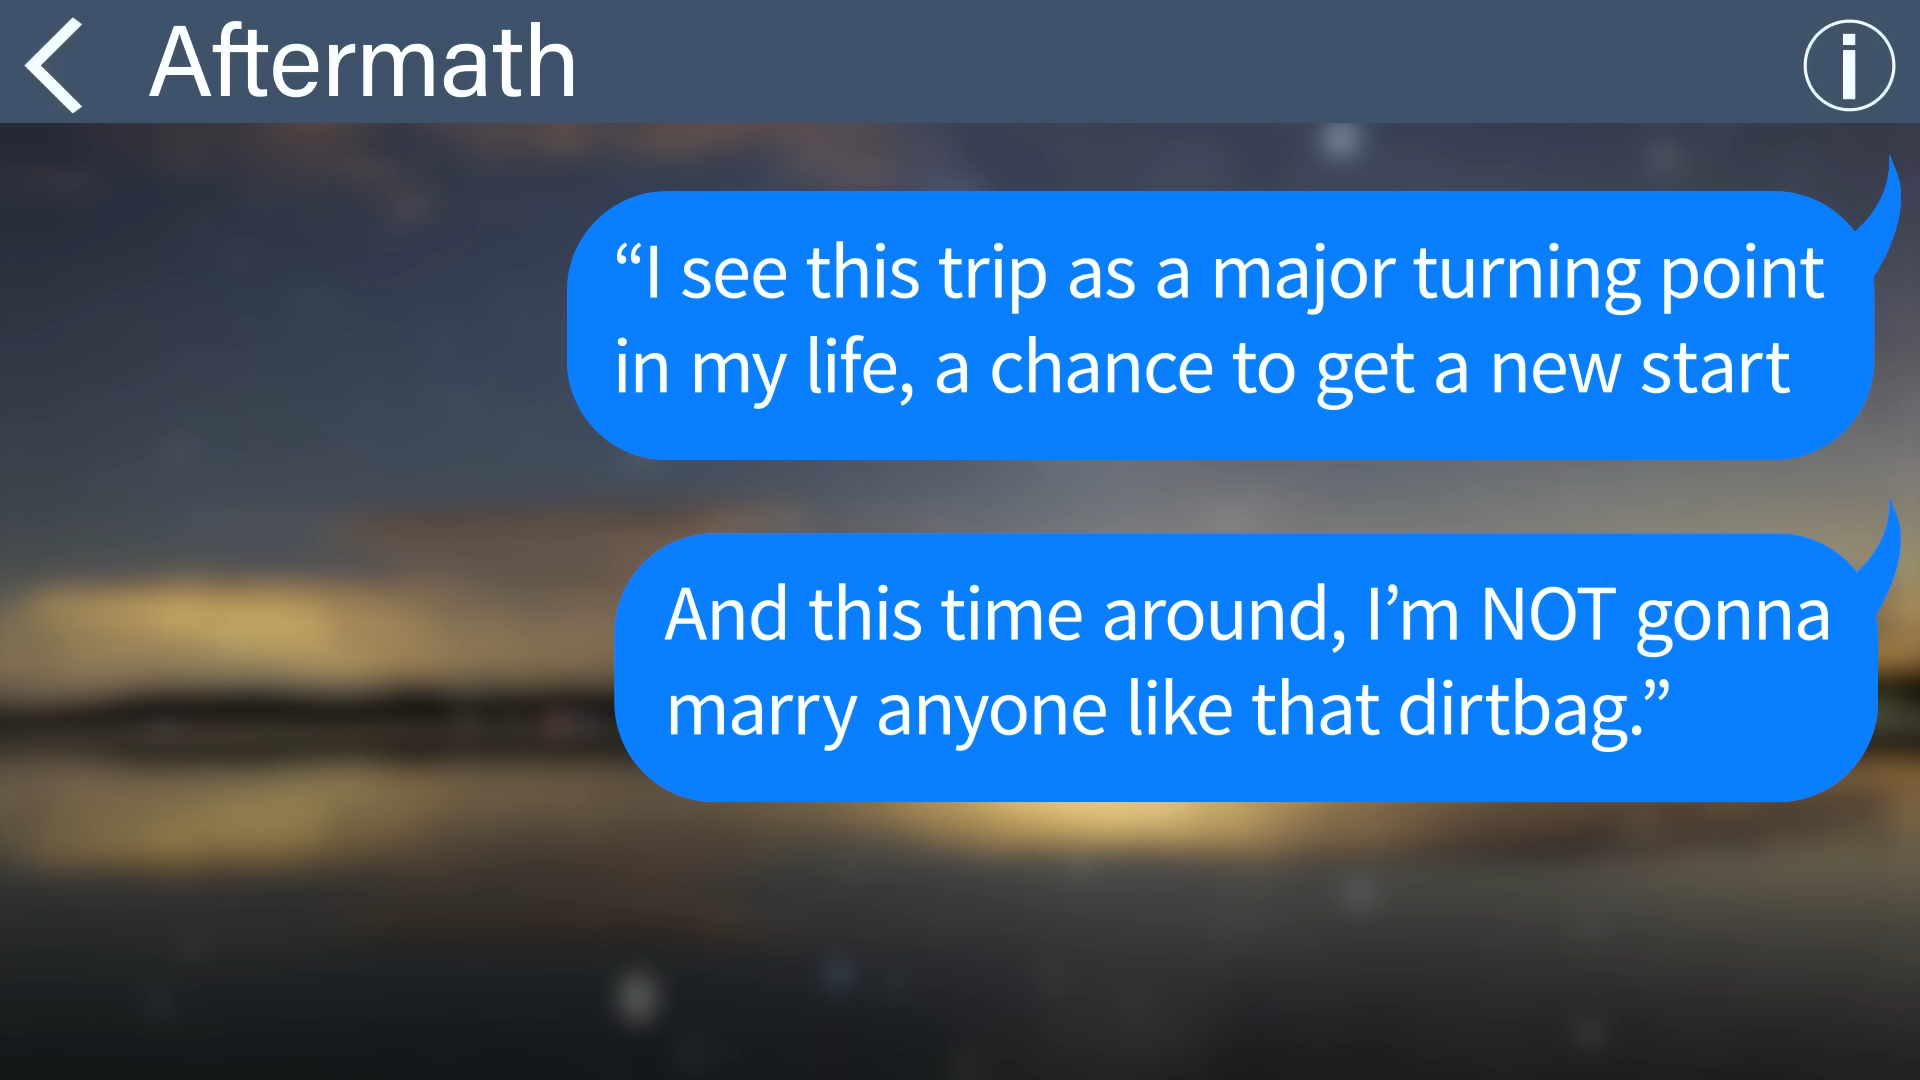 Aftermath
“I see this trip as a major turning point
in my life, a chance to get a new start
And this time around, I’m NOT gonna
marry anyone like that dirtbag.”